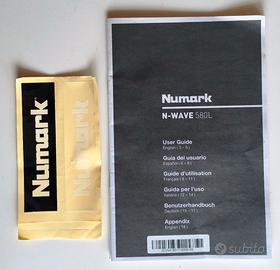 Numark
Numark
Numark
N-WAVE 580L
User Guide
English ( 3 – 5 )
Guía del usuario
Español ( 6 – 8 )
Guide d'utilisation
Français ( 9 – 11 )
Guida per l'uso
Italiano ( 12 – 14 )
Benutzerhandbuch
Deutsch ( 15 – 17 )
Appendix
English ( 18 )
subito